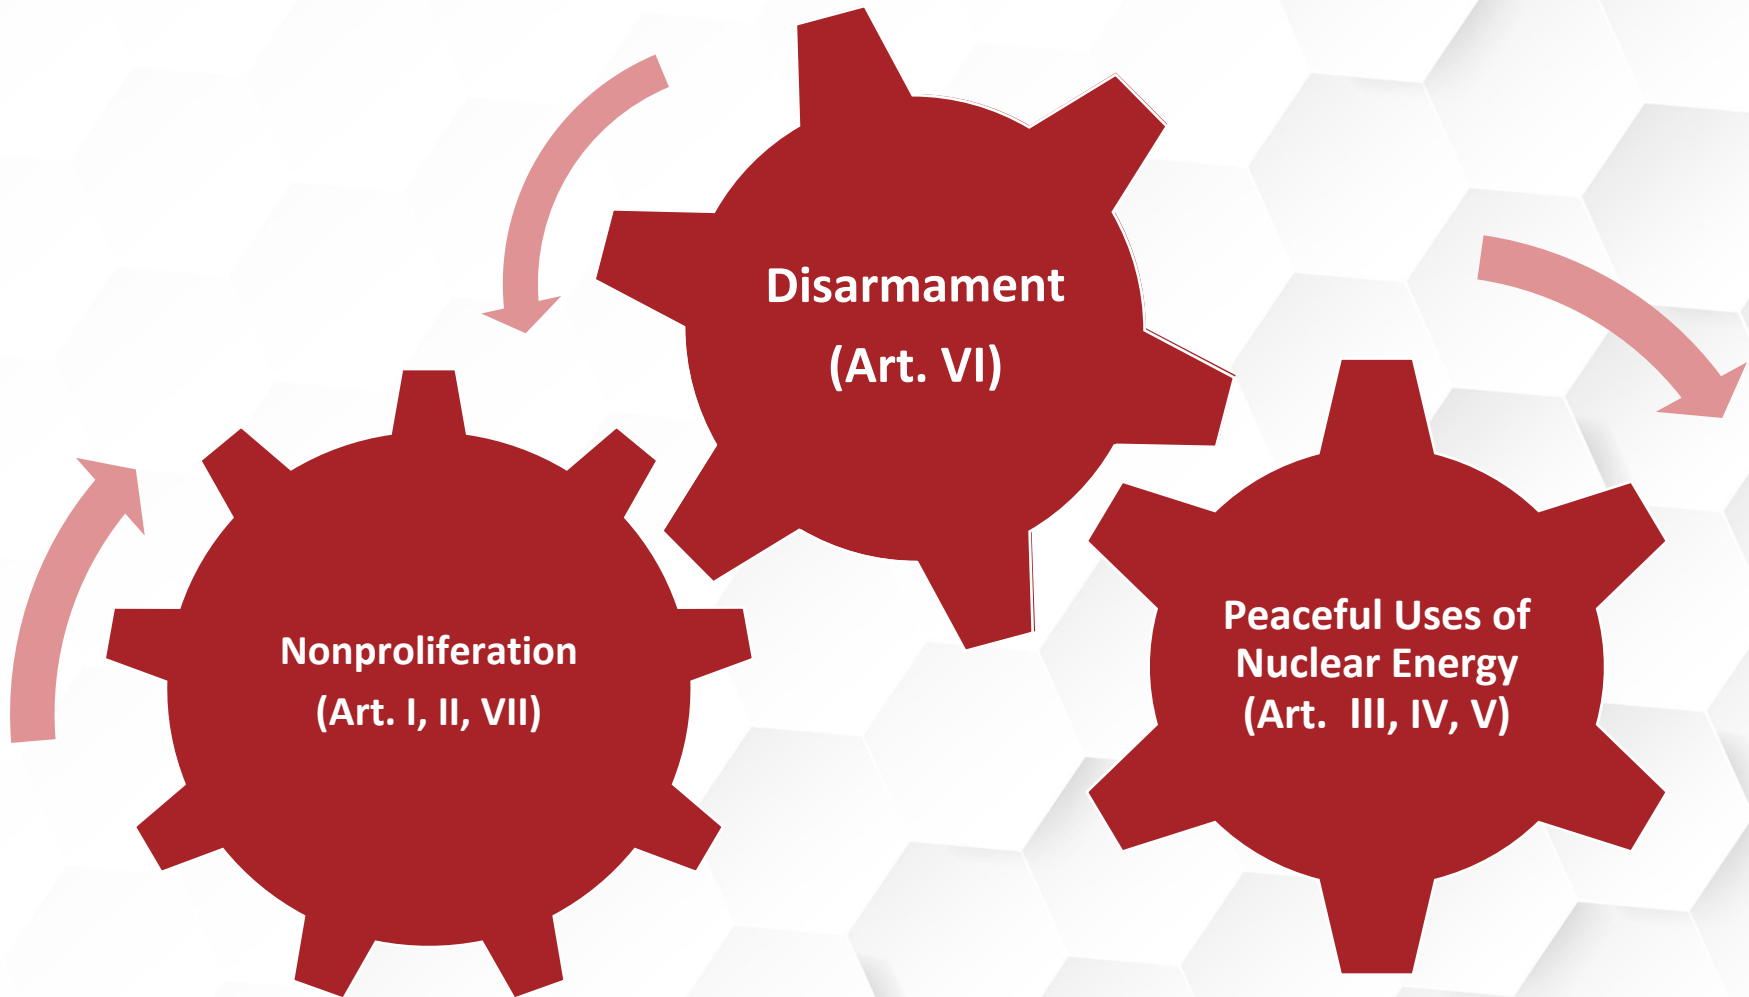 Disarmament
(Art. VI)
Nonproliferation
(Art. I, II, VII)
Peaceful Uses of
Nuclear Energy
(Art.  III, IV, V)